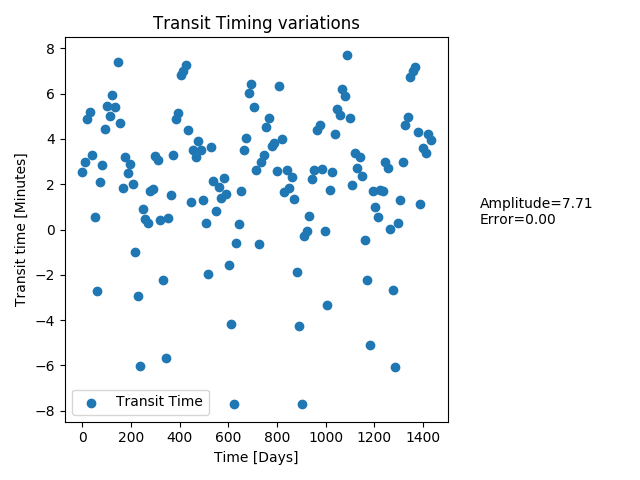 Transit Timing variations
8
6
4
2
0
−2
−4
−6
−8
Transit time [Minutes]
Amplitude=7.71
Error=0.00
Transit Time
0
200
400
600
800
1000
1200
1400
Time [Days]